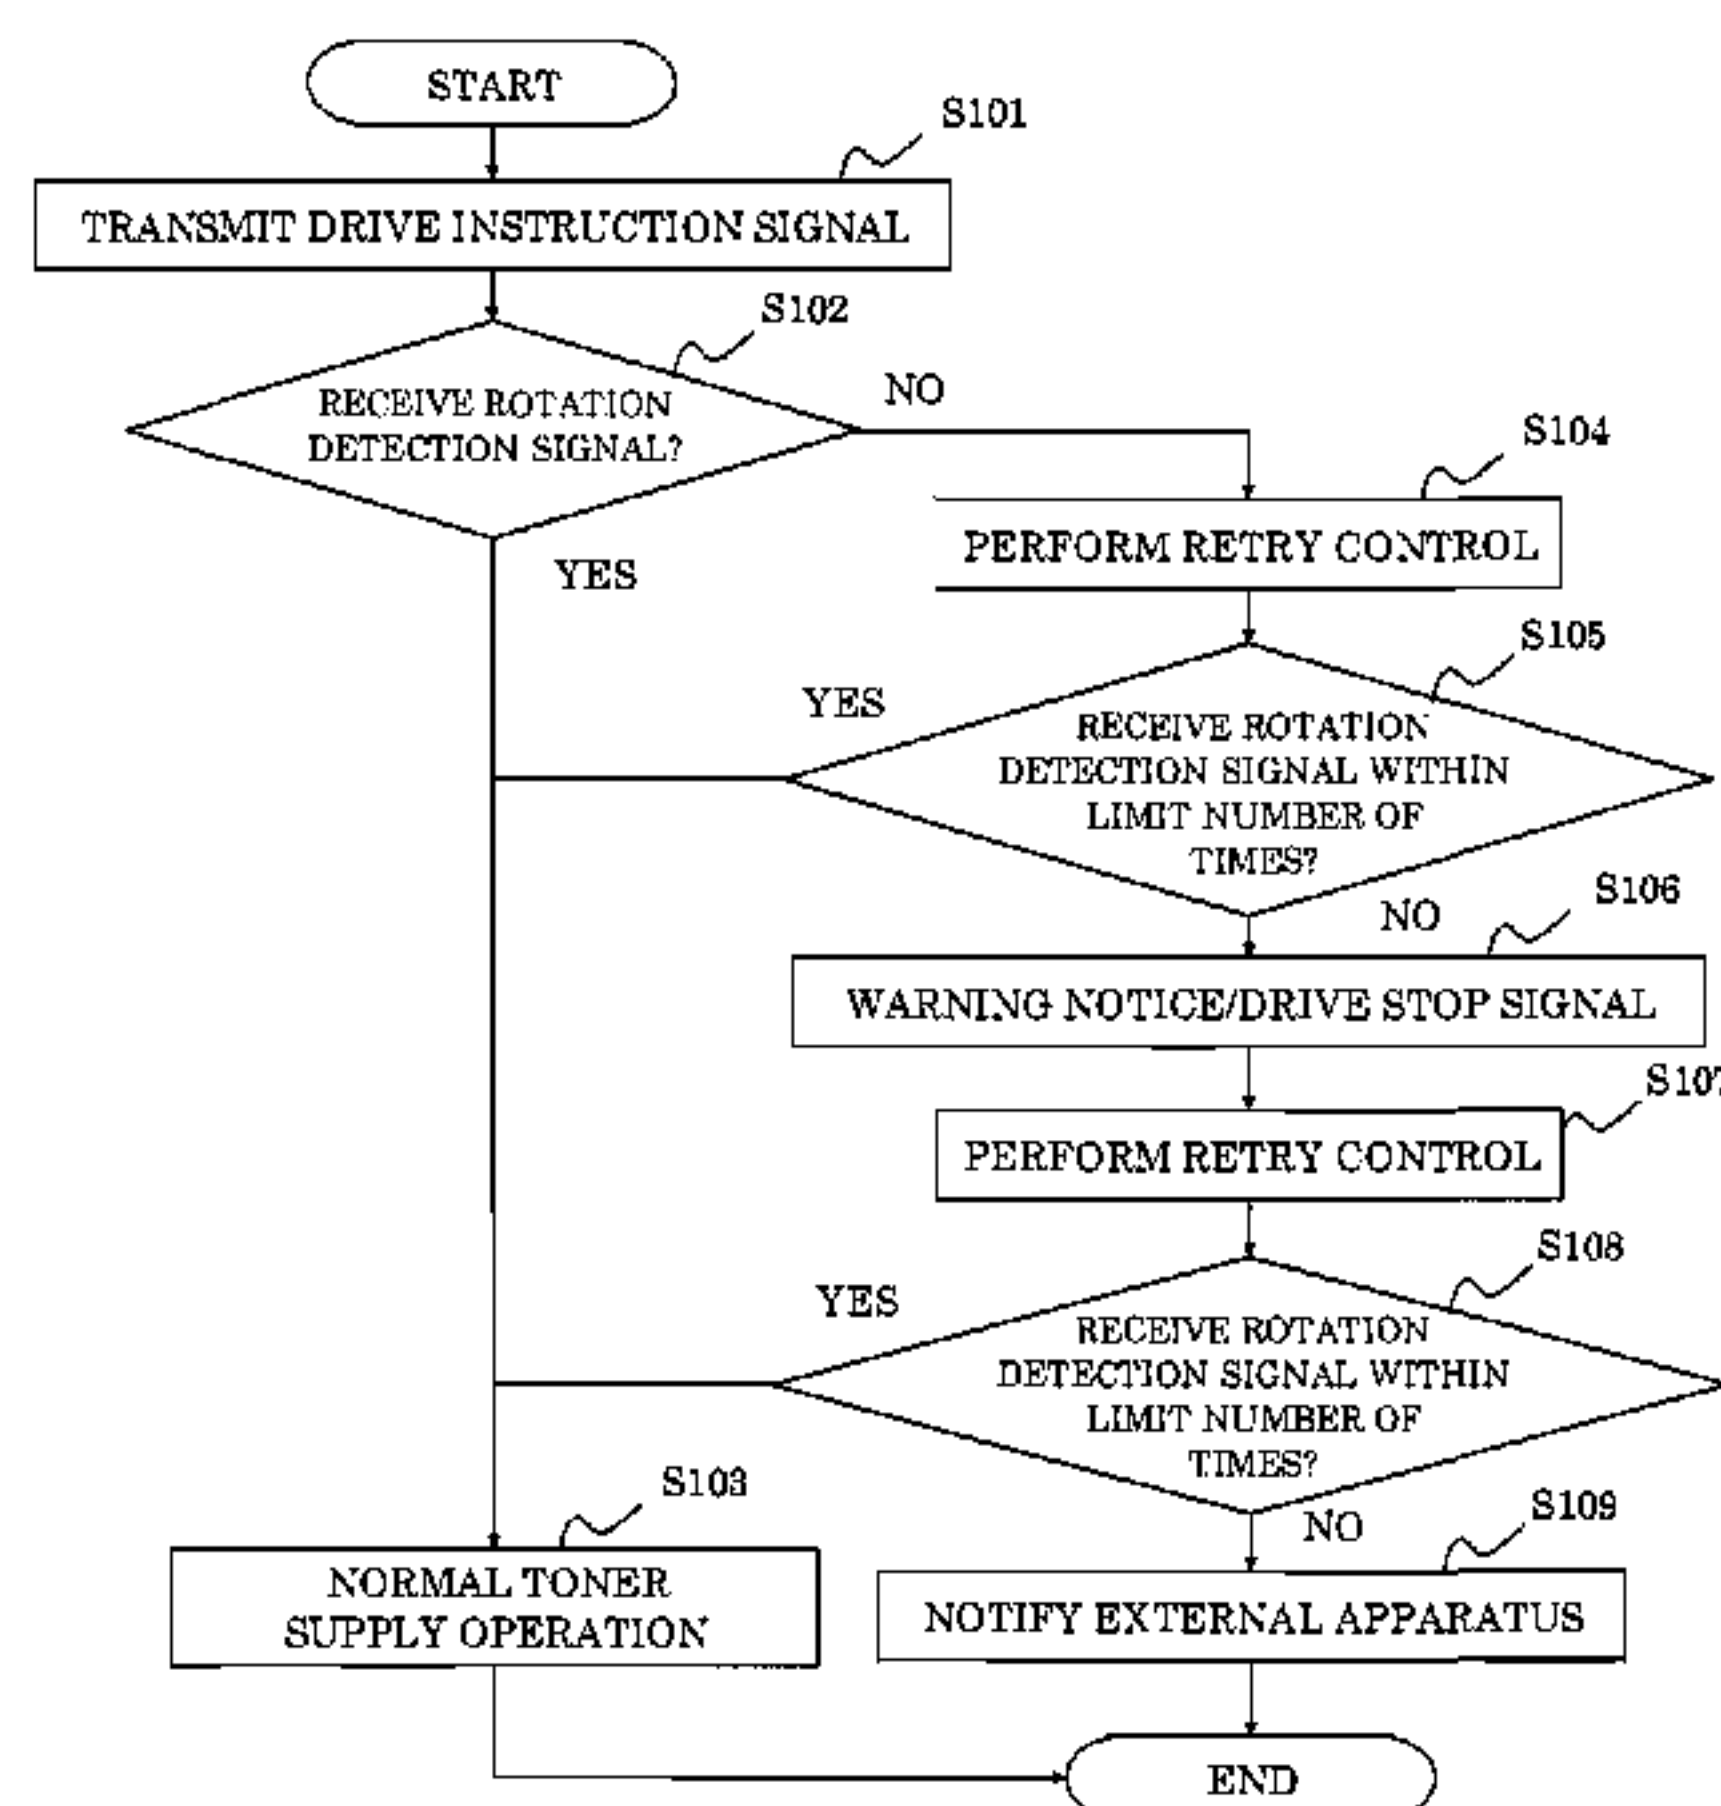 START
S101
TRANSMIT DRIVE INSTRUCTION SIGNAL
S102
RECEIVE ROTATION
DETECTION SIGNAL?
NO
YES
S104
PERFORM RETRY CONTROL
S105
YES
RECEIVE ROTATION
DETECTION SIGNAL WITHIN
LIMIT NUMBER OF
TIMES?
NO
S106
WARNING NOTICE/DRIVE STOP SIGNAL
S107
PERFORM RETRY CONTROL
S108
YES
RECEIVE ROTATION
DETECTION SIGNAL WITHIN
LIMIT NUMBER OF
TIMES?
NO
S103
NORMAL TONER
SUPPLY OPERATION
S109
NOTIFY EXTERNAL APPARATUS
END